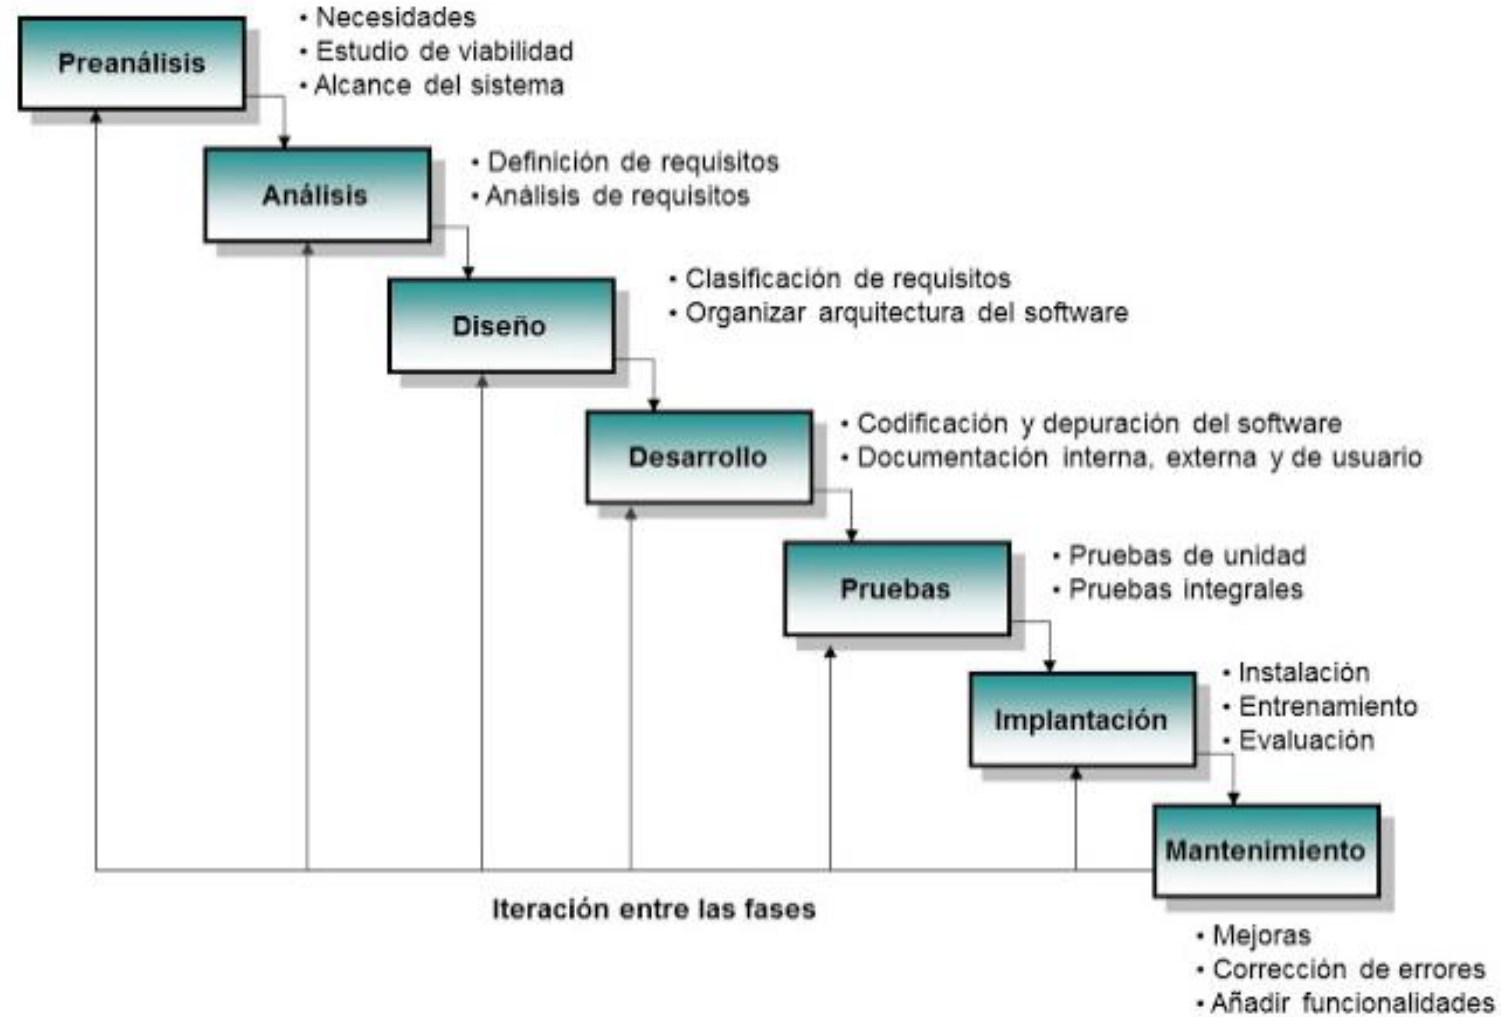 Preanálisis
• Necesidades
• Estudio de viabilidad
• Alcance del sistema
Análisis
• Definición de requisitos
• Análisis de requisitos
Diseño
• Clasificación de requisitos
• Organizar arquitectura del software
Desarrollo
• Codificación y depuración del software
• Documentación interna, externa y de usuario
Pruebas
• Pruebas de unidad
• Pruebas integrales
Implantación
• Instalación
• Entrenamiento
• Evaluación
Mantenimiento
• Mejoras
• Corrección de errores
• Añadir funcionalidades
Iteración entre las fases